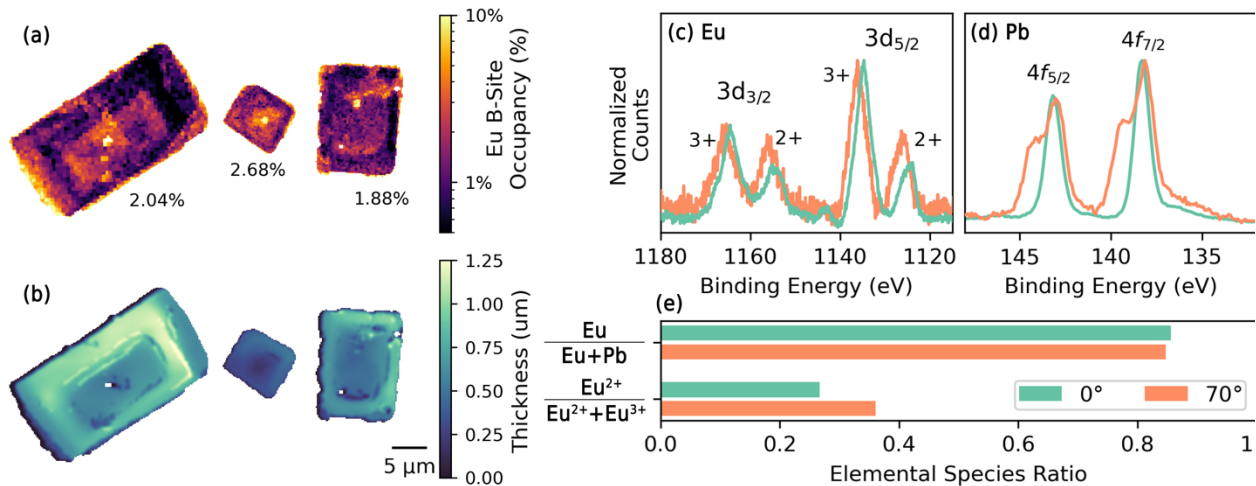 (a)
2.04%
2.68%
1.88%
10%
1%
Eu B-Site
Occupancy (%)
(b)
5 μm
1.25
1.00
0.75
0.50
0.25
0.00
Thickness (um)
(c) Eu
3d5/2
3+
3d3/2
3+
2+
2+
Normalized
Counts
1180
1160
1140
1120
Binding Energy (eV)
(d) Pb
4f7/2
4f5/2
145
140
135
Binding Energy (eV)
(e)
Eu
Eu+Pb
Eu2+
Eu2++Eu3+
0°
70°
0.0
0.2
0.4
0.6
0.8
1
Elemental Species Ratio